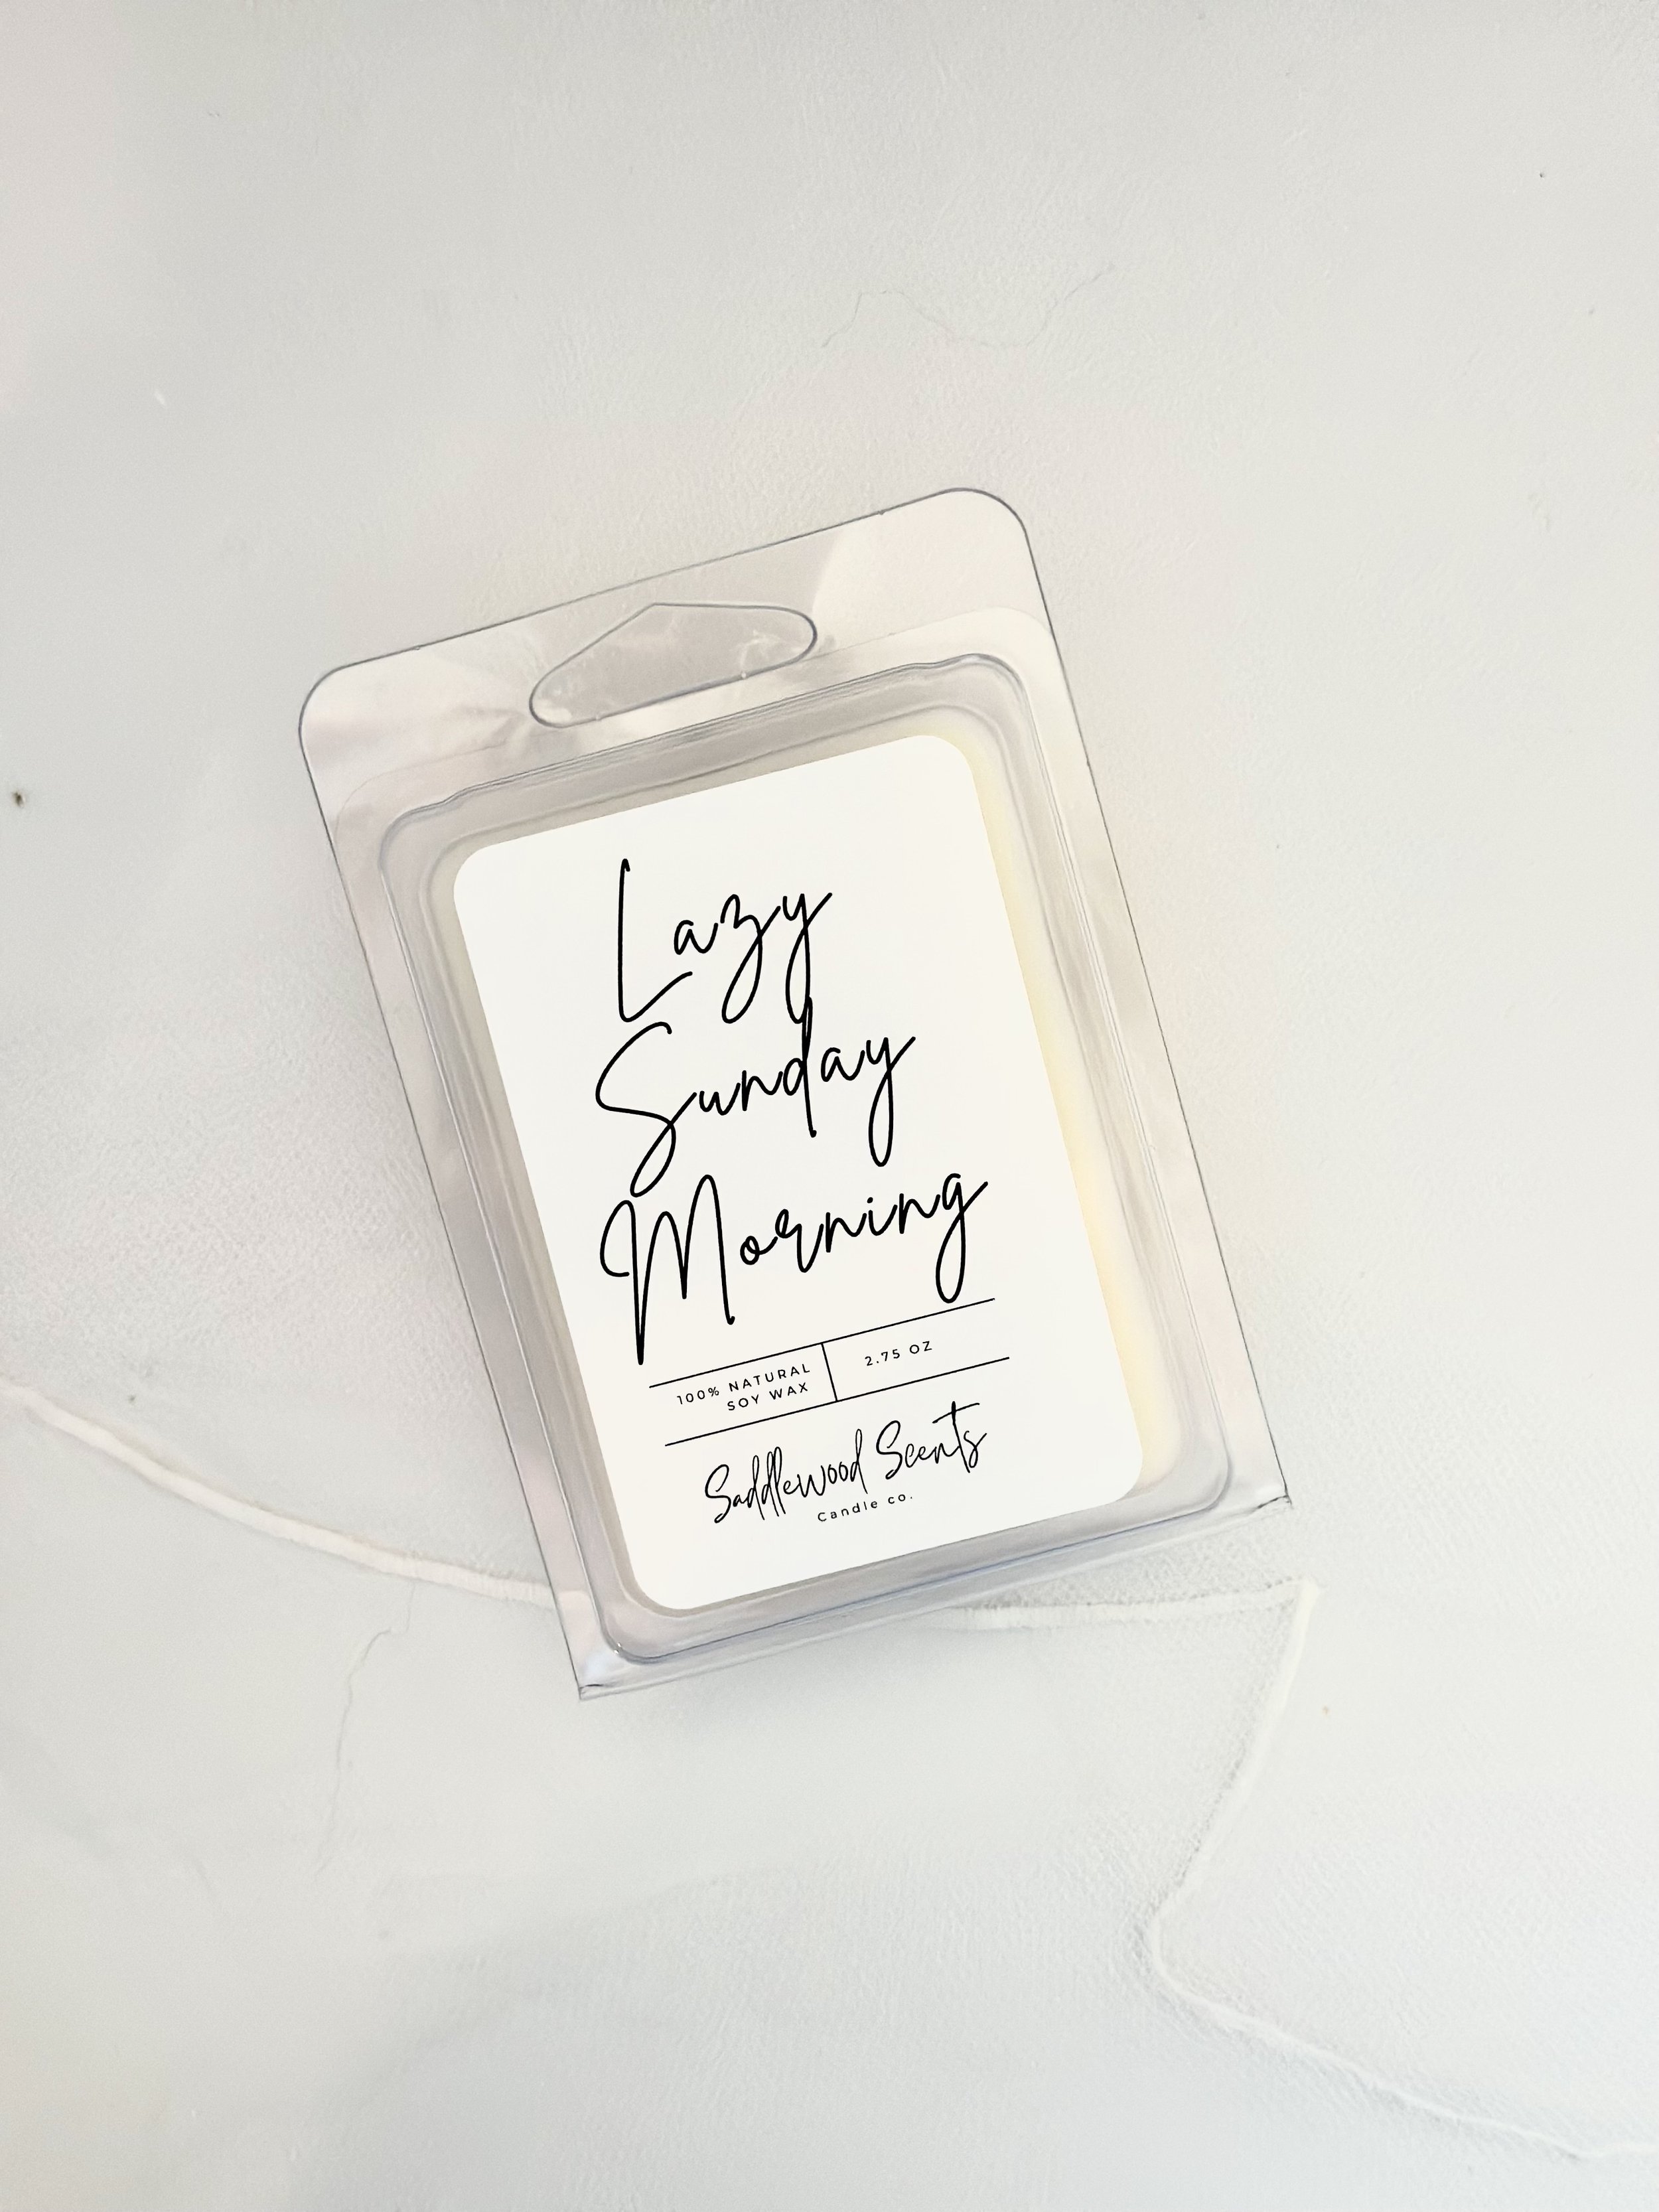 Lazy
Sunday
Morning
100% NATURAL
SOY WAX
2.75 OZ
Saddlewood Scents
Candle co.